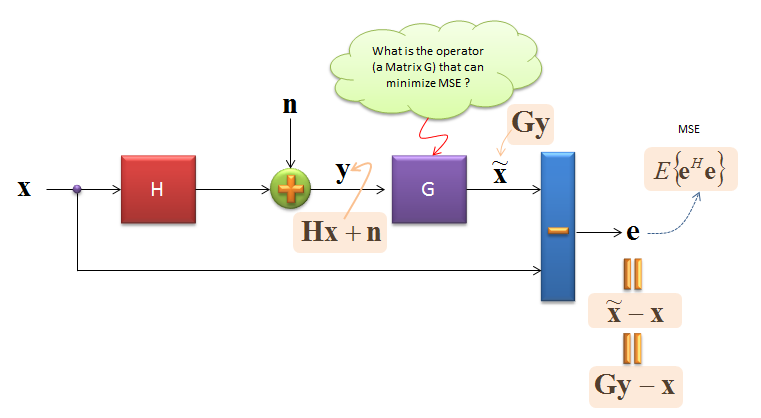 What is the operator
(a Matrix G) that can
minimize MSE ?
n
Gy
MSE
y
x̃
E{eᴴe}
x
H
G
Hx + n
e
x̃ − x
Gy − x